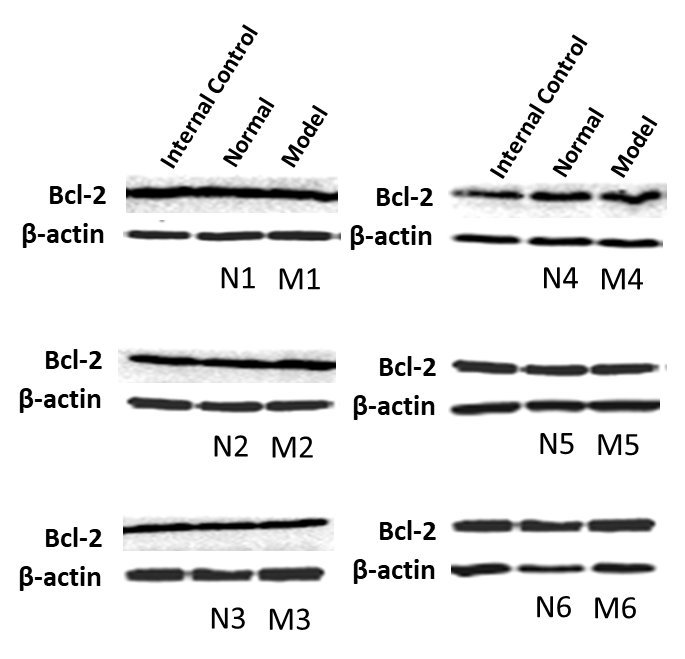 Internal Control
Normal
Model
Bcl-2
β-actin
N1 M1
Internal Control
Normal
Model
Bcl-2
β-actin
N4 M4
Bcl-2
β-actin
N2 M2
Bcl-2
β-actin
N5 M5
Bcl-2
β-actin
N3 M3
Bcl-2
β-actin
N6 M6